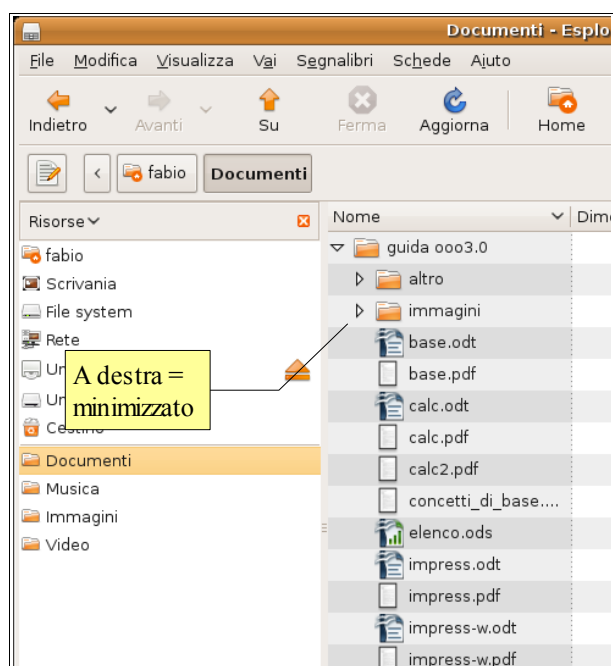 Documenti - Esplo
File Modifica Visualizza Vai Segnalibri Schede Aiuto
Indietro Avanti Su Ferma Aggiorna Home
fabio Documenti
Risorse
fabio
Scrivania
File system
Rete
Un
Un
Cestino
Documenti
Musica
Immagini
Video
A destra =
minimizzato
Nome Dime
guida ooo3.0
altro
immagini
base.odt
base.pdf
calc.odt
calc.pdf
calc2.pdf
concetti_di_base....
elenco.ods
impress.odt
impress.pdf
impress-w.odt
impress-w.pdf